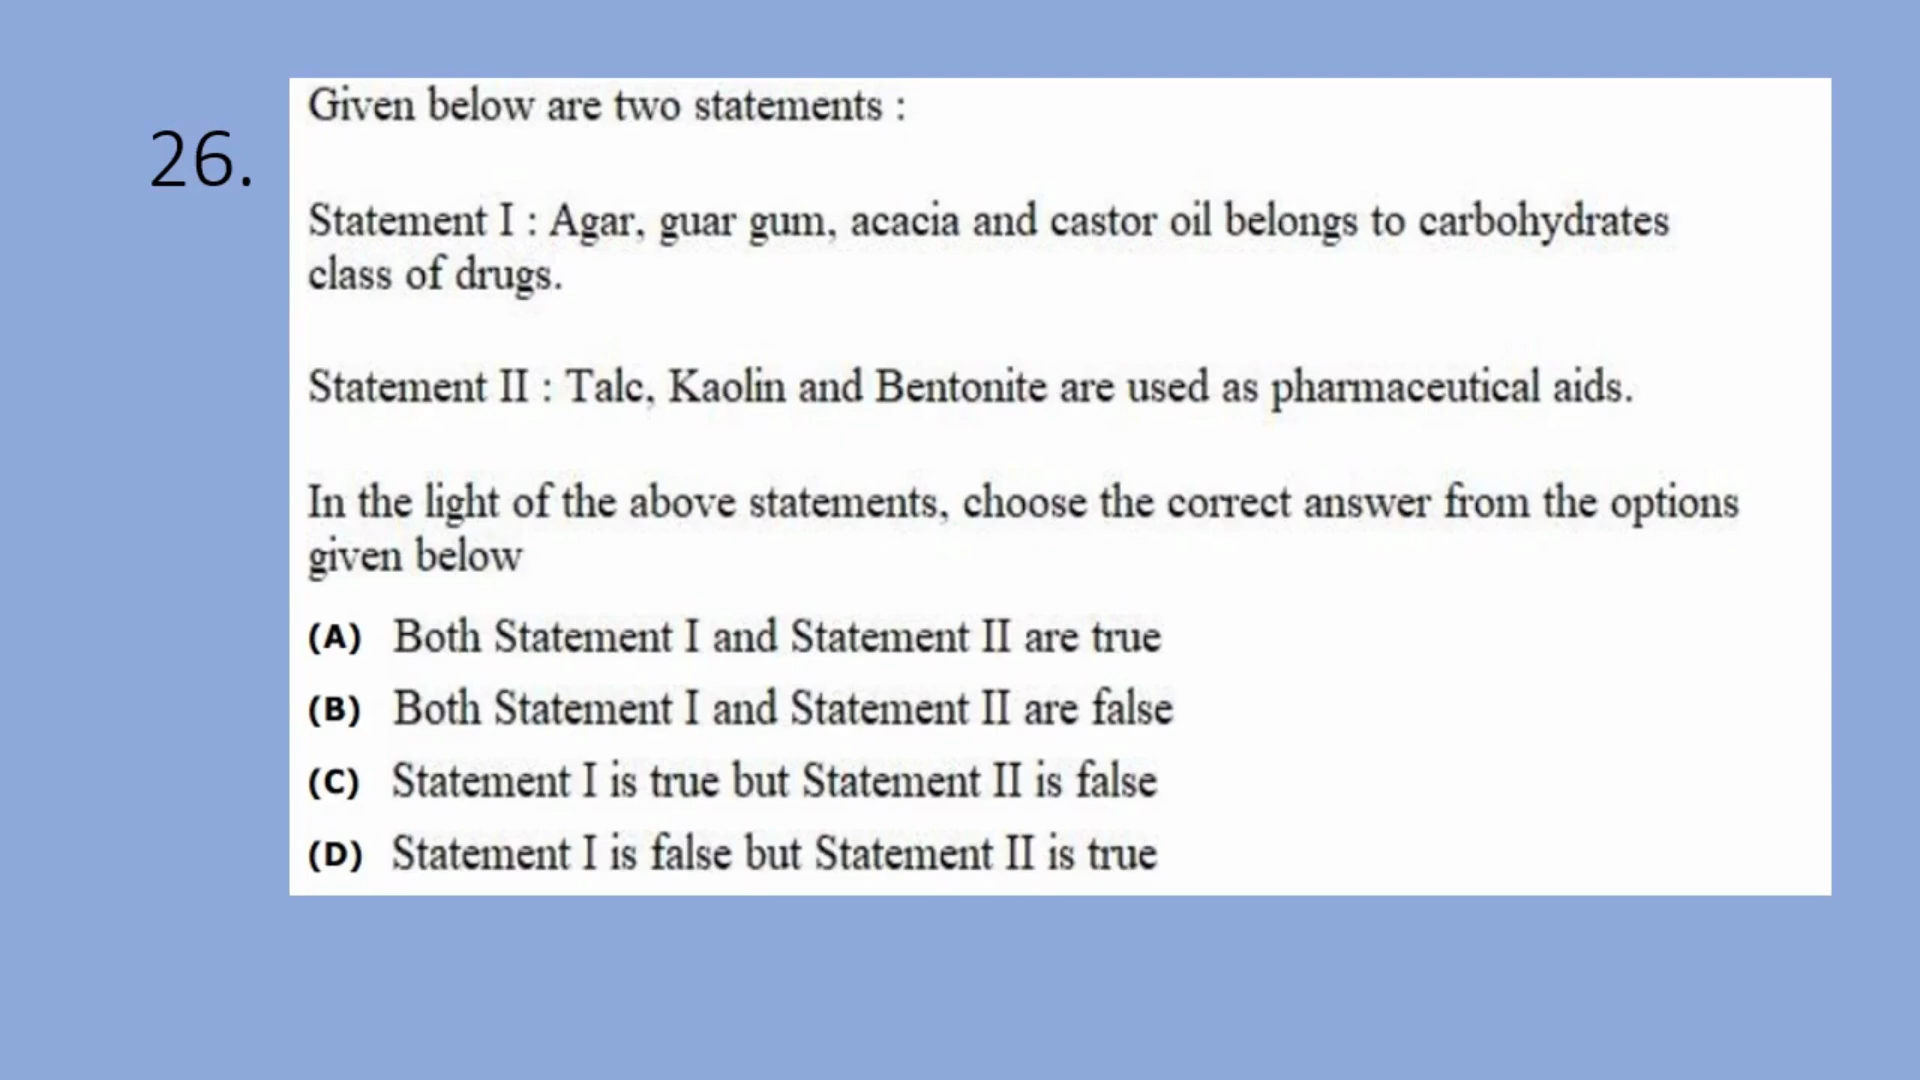 26.
Given below are two statements :
Statement I : Agar, guar gum, acacia and castor oil belongs to carbohydrates
class of drugs.
Statement II : Talc, Kaolin and Bentonite are used as pharmaceutical aids.
In the light of the above statements, choose the correct answer from the options
given below
(A) Both Statement I and Statement II are true
(B) Both Statement I and Statement II are false
(C) Statement I is true but Statement II is false
(D) Statement I is false but Statement II is true